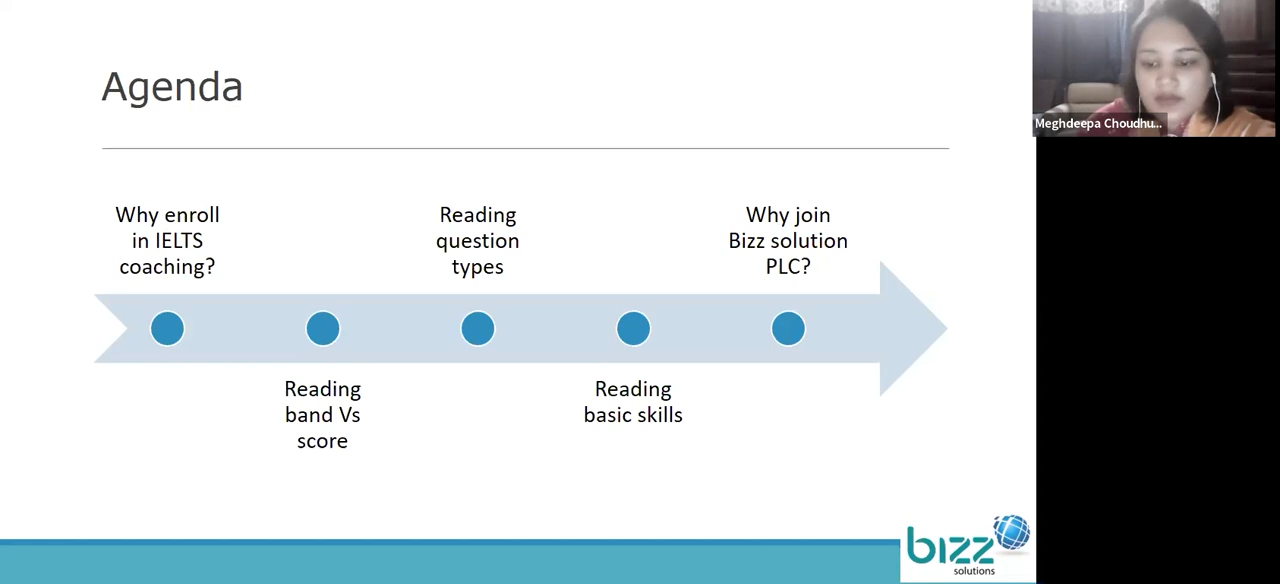 Agenda
Why enroll
in IELTS
coaching?
Reading
band Vs
score
Reading
question
types
Reading
basic skills
Why join
Bizz solution
PLC?
Meghdeepa Choudhu...
bizz
solutions